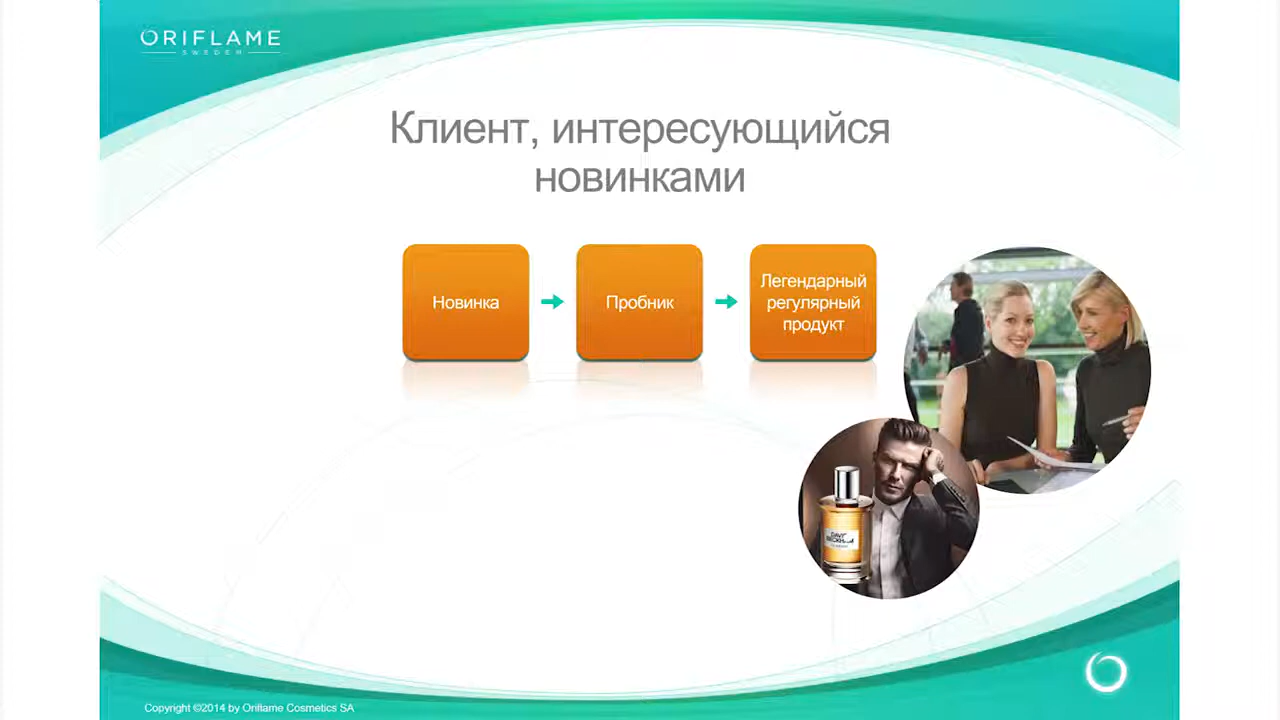 ORIFLAME
SWEDEN
Клиент, интересующийся
новинками
Новинка
Пробник
Легендарный
регулярный
продукт
Copyright ©2014 by Oriflame Cosmetics SA